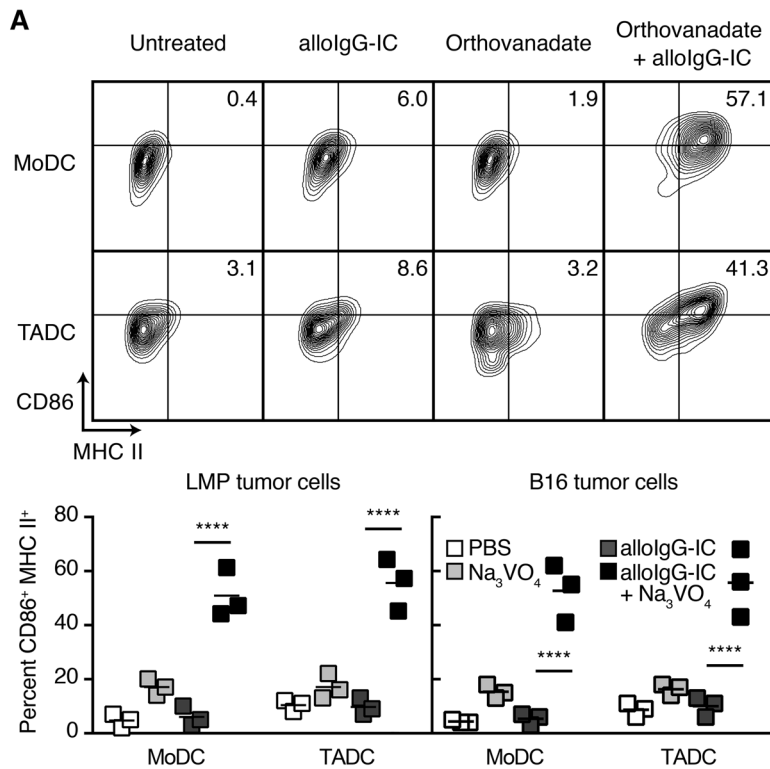 A
Untreated alloIgG-IC Orthovanadate Orthovanadate
+ alloIgG-IC
MoDC 0.4 6.0 1.9 57.1
TADC 3.1 8.6 3.2 41.3
CD86
MHC II
LMP tumor cells B16 tumor cells
Percent CD86⁺ MHC II⁺
80
60
40
20
0
**** ****
PBS alloIgG-IC
Na₃VO₄ alloIgG-IC
+ Na₃VO₄
**** ****
MoDC TADC MoDC TADC